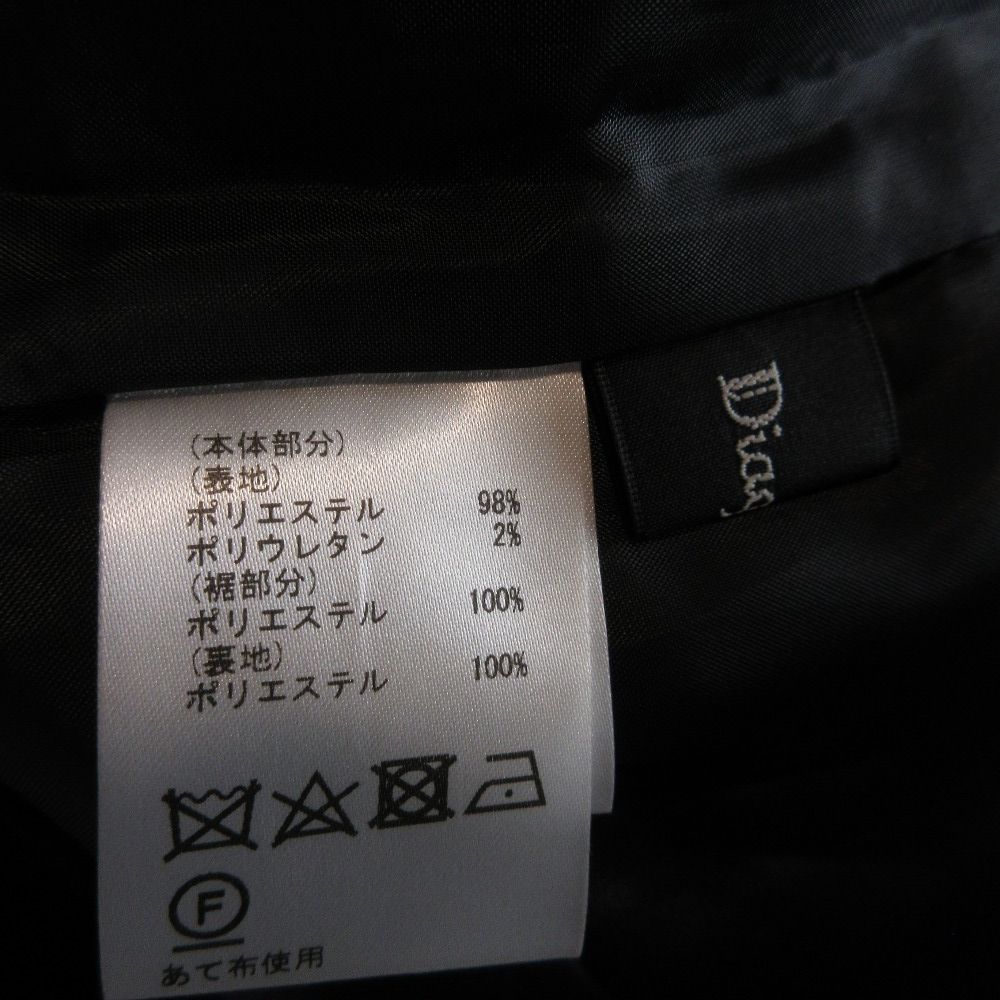 (本体部分)
(表地)
ポリエステル 98%
ポリウレタン 2%
(裾部分)
ポリエステル 100%
(裏地)
ポリエステル 100%
F
あて布使用